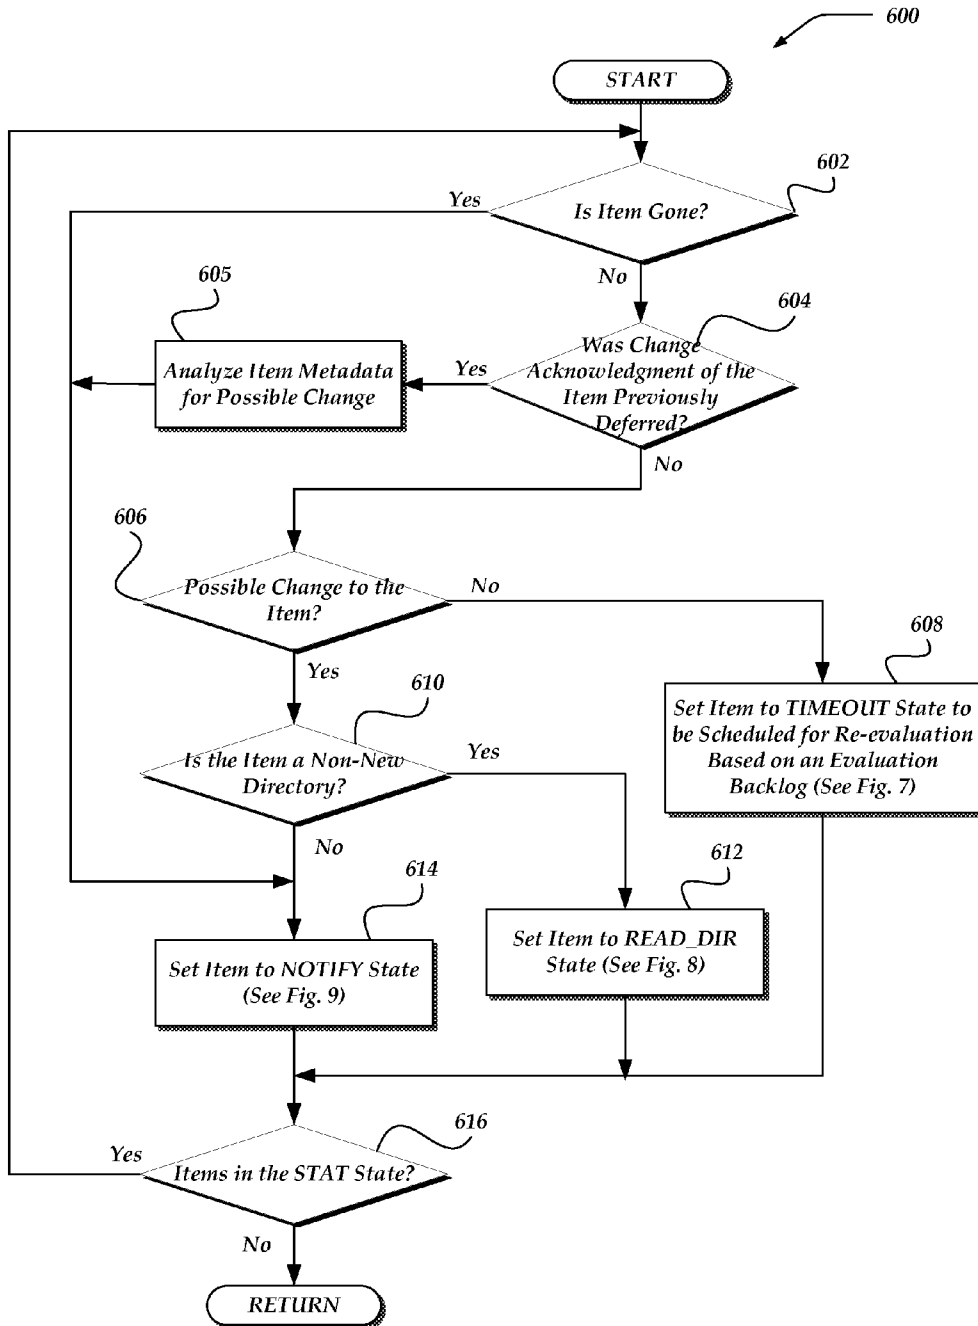 600
START
602
Yes
Is Item Gone?
No
605
604
Analyze Item Metadata
for Possible Change
Yes
Was Change
Acknowledgment of the
Item Previously
Deferred?
No
606
Possible Change to the
Item?
No
Yes
608
610
Set Item to TIMEOUT State to
be Scheduled for Re-evaluation
Based on an Evaluation
Backlog (See Fig. 7)
Is the Item a Non-New
Directory?
Yes
No
612
614
Set Item to READ_DIR
State (See Fig. 8)
Set Item to NOTIFY State
(See Fig. 9)
616
Yes
Items in the STAT State?
No
RETURN